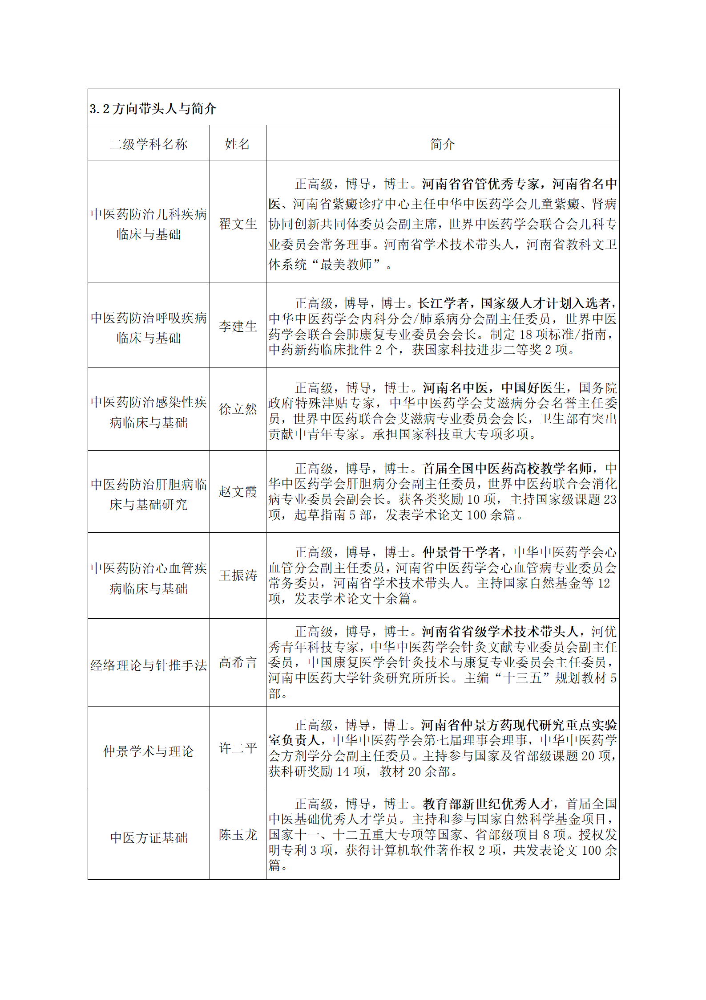 3.2方向带头人与简介
二级学科名称
姓名
简介
中医药防治儿科疾病
临床与基础
翟文生
正高级，博导，博士。河南省省管优秀专家，河南省名中
医、河南省紫癜诊疗中心主任中华中医药学会儿童紫癜、肾病
协同创新共同体委员会副主席，世界中医药学会联合会儿科专
业委员会常务理事。河南省学术技术带头人，河南省教科文卫
体系统“最美教师”。
中医药防治呼吸疾病
临床与基础
李建生
正高级，博导，博士。长江学者，国家级人才计划入选者，
中华中医药学会内科分会/肺系病分会副主任委员，世界中医
药学会联合会肺康复专业委员会会长。制定 18 项标准/指南，
中药新药临床批件 2 个，获国家科技进步二等奖 2 项。
中医药防治感染性疾
病临床与基础
徐立然
正高级，博导，博士。河南名中医，中国好医生，国务院
政府特殊津贴专家，中华中医药学会艾滋病分会名誉主任委
员，世界中医药联合会艾滋病专业委员会会长，卫生部有突出
贡献中青年专家。承担国家科技重大专项多项。
中医药防治肝胆病临
床与基础研究
赵文霞
正高级，博导，博士。首届全国中医药高校教学名师，中
华中医药学会肝胆病分会副主任委员，世界中医药联合会消化
病专业委员会副会长。获各类奖励 10 项，主持国家级课题 23
项，起草指南 5 部，发表学术论文 100 余篇。
中医药防治心血管疾
病临床与基础
王振涛
正高级，博导，博士。仲景骨干学者，中华中医药学会心
血管分会副主任委员，河南省中医药学会心血管病专业委员会
常务委员，河南省学术技术带头人。主持国家自然基金等 12
项，发表学术论文十余篇。
经络理论与针推手法
高希言
正高级，博导，博士。河南省省级学术技术带头人，河优
秀青年科技专家，中华中医药学会针灸文献专业委员会副主任
委员，中国康复医学会针灸技术与康复专业委员会主任委员，
河南中医药大学针灸研究所所长。主编“十三五”规划教材 5
部。
仲景学术与理论
许二平
正高级，博导，博士。河南省仲景方药现代研究重点实验
室负责人，中华中医药学会第七届理事会理事，中华中医药学
会方剂学分会副主任委员。主持参与国家及省部级课题 20 项，
获科研奖励 14 项，教材 20 余部。
中医方证基础
陈玉龙
正高级，博导，博士。教育部新世纪优秀人才，首届全国
中医基础优秀人才学员。主持和参与国家自然科学基金项目，
国家十一、十二五重大专项等国家、省部级项目 8 项。授权发
明专利 3 项，获得计算机软件著作权 2 项，共发表论文 100 余
篇。